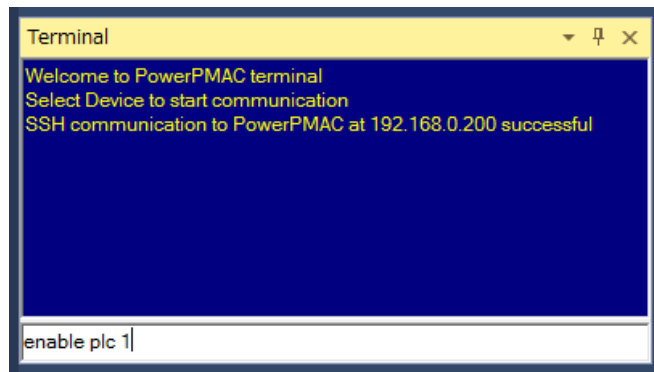 Terminal
Welcome to PowerPMAC terminal
Select Device to start communication
SSH communication to PowerPMAC at 192.168.0.200 successful
enable plc 1